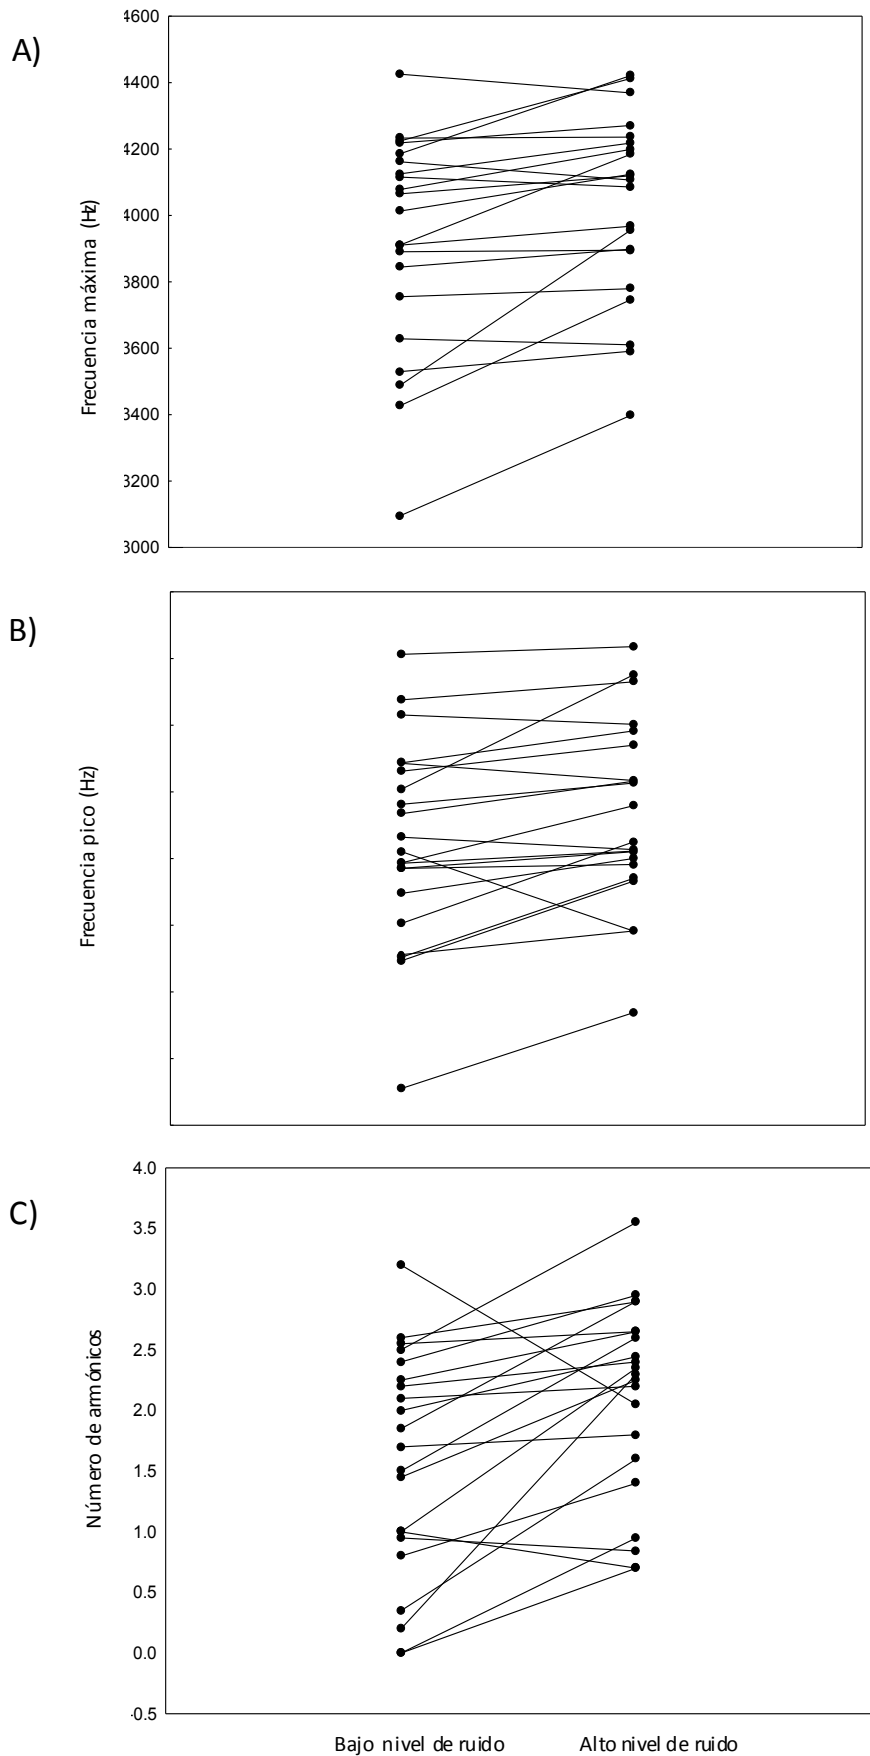 A)
4600
4400
4200
4000
3800
3600
3400
3200
3000
Frecuencia máxima (Hz)
B)
Frecuencia pico (Hz)
C)
4.0
3.5
3.0
2.5
2.0
1.5
1.0
0.5
0.0
-0.5
Número de armónicos
Bajo nivel de ruido Alto nivel de ruido